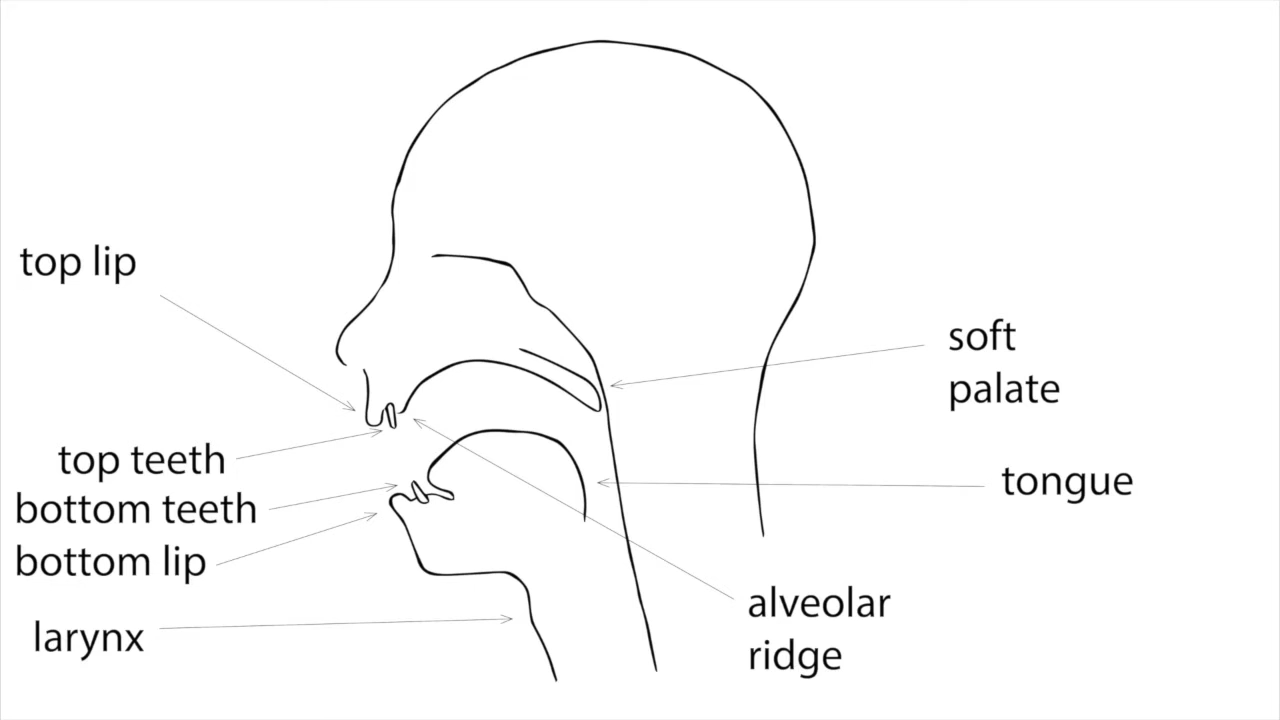 top lip
soft
palate
top teeth
tongue
bottom teeth
bottom lip
alveolar
ridge
larynx